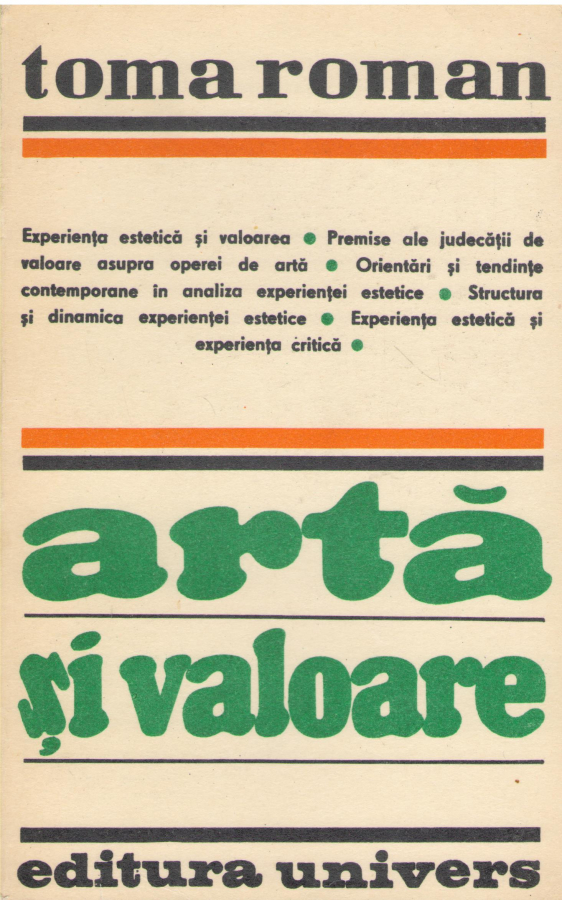 toma roman
Experiența estetică și valoarea ● Premise ale judecății de
valoare asupra operei de artă ● Orientări și tendințe
contemporane în analiza experienței estetice ● Structura
și dinamica experienței estetice ● Experiența estetică și
experiența critică ●
artă
și valoare
editura univers